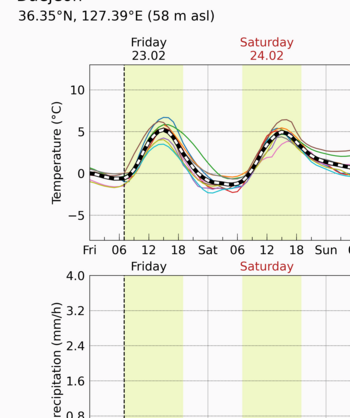 36.35°N, 127.39°E (58 m asl)
Friday
23.02
Saturday
24.02
Temperature (°C)
10
5
0
−5
Fri 06 12 18 Sat 06 12 18 Sun
Friday Saturday
recipitation (mm/h)
4.0
3.2
2.4
1.6
0.8